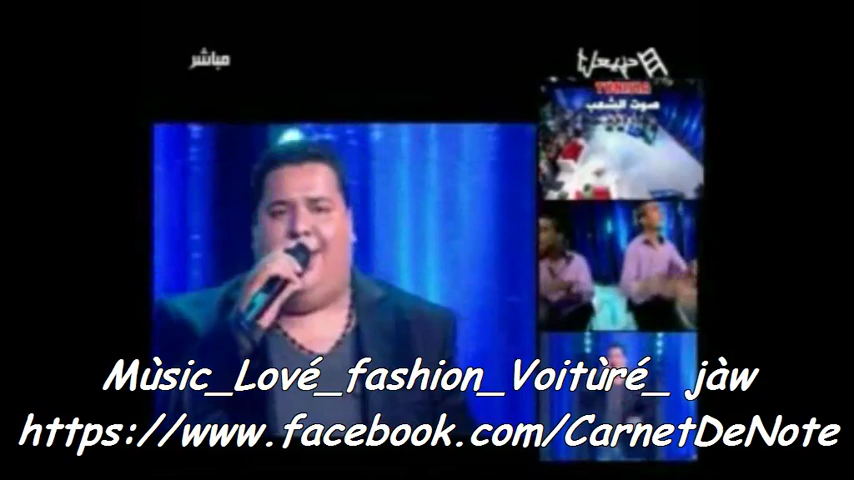 مباشر
صوت الشعب
Mùsic_Lové_fashion_Voitùré_ jàw
https://www.facebook.com/CarnetDeNote